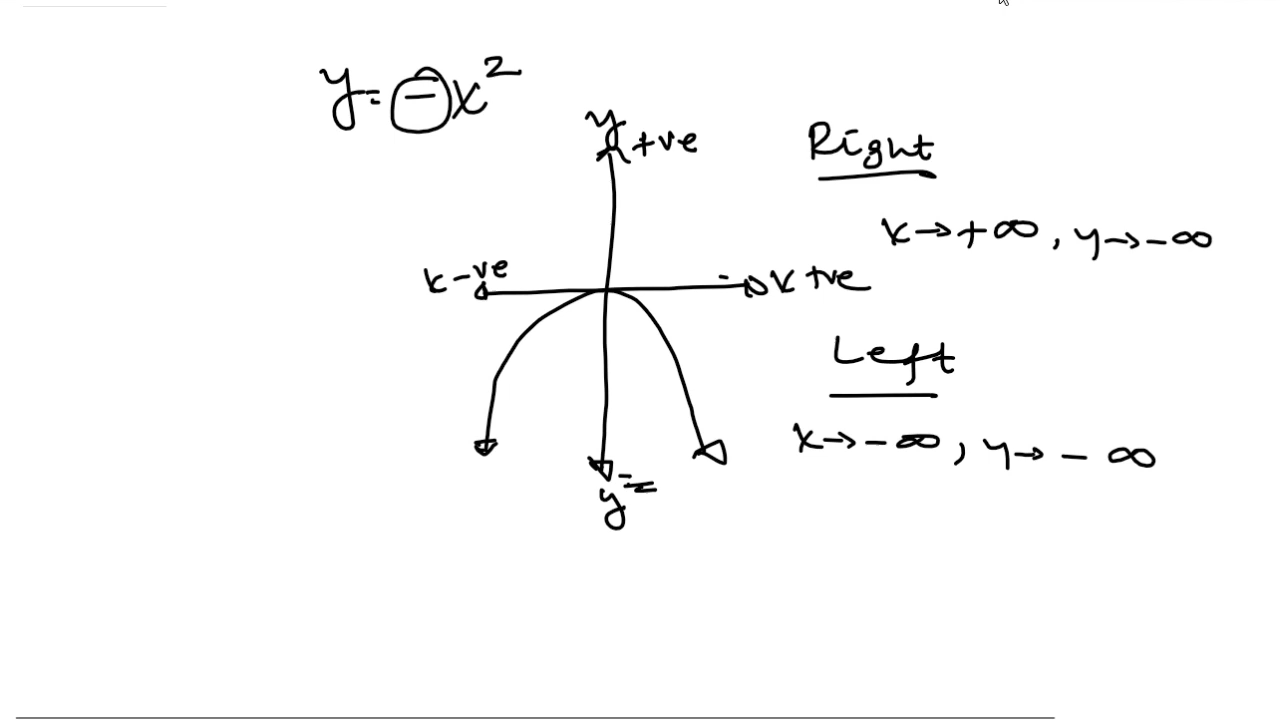 y = -x²
y +ve
Right
x → +∞, y → -∞
x -ve
x +ve
Left
x → -∞, y → -∞
y -